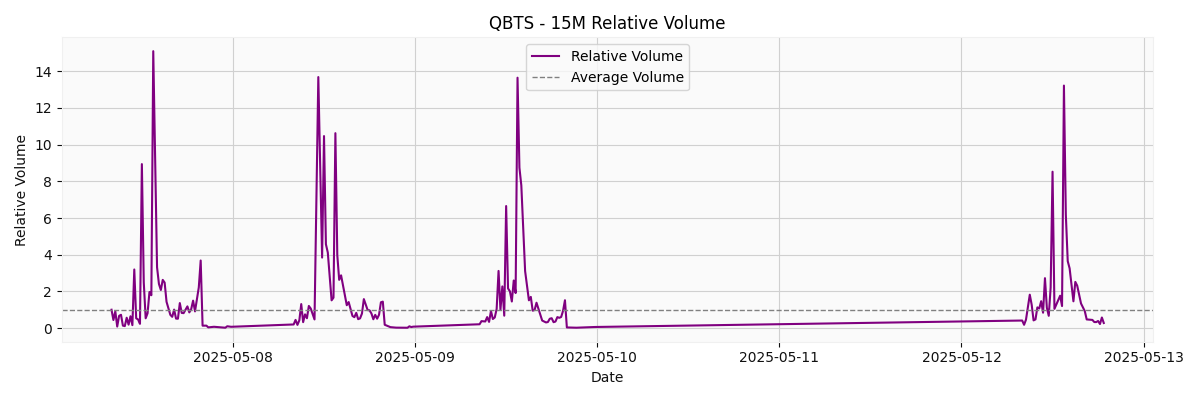 QBTS - 15M Relative Volume
Relative Volume
Average Volume
Relative Volume
14
12
10
8
6
4
2
0
2025-05-08
2025-05-09
2025-05-10
2025-05-11
2025-05-12
2025-05-13
Date